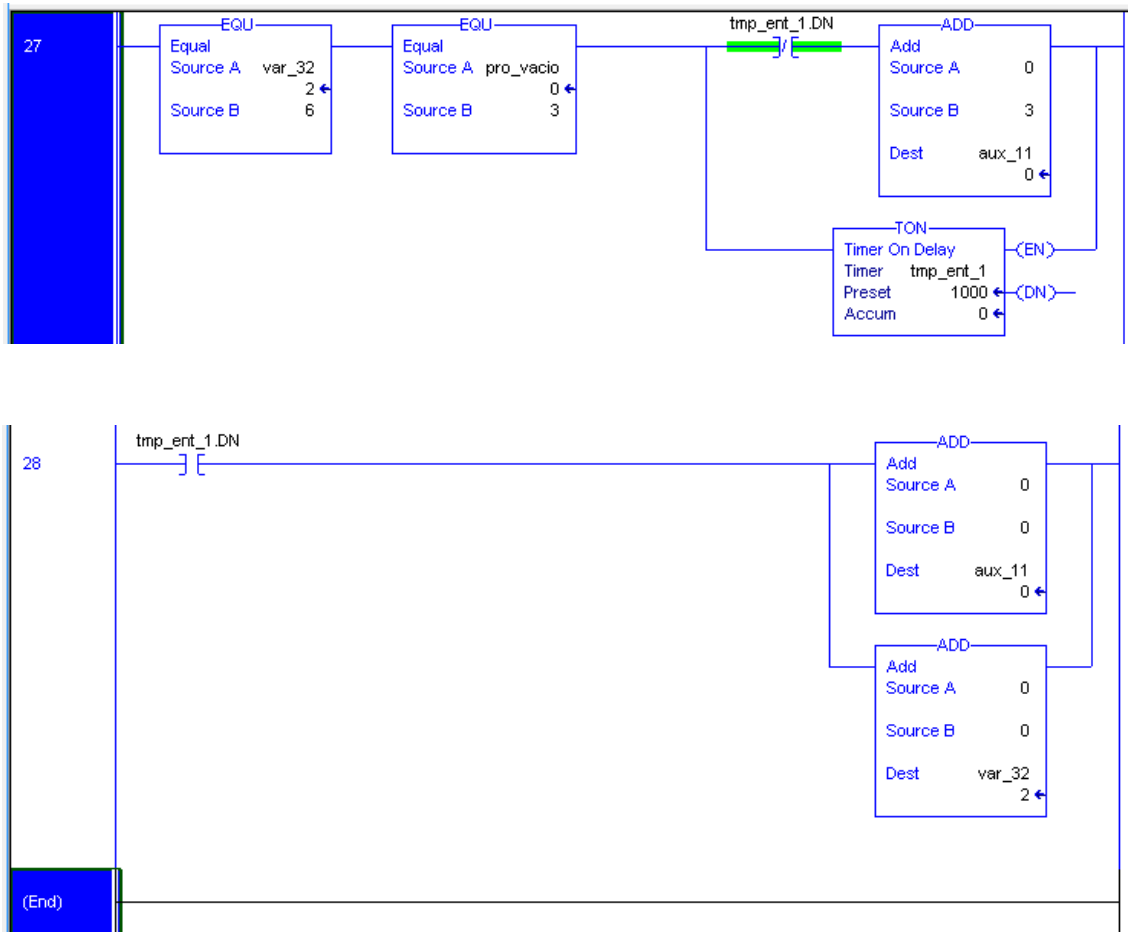 27
EQU
Equal
Source A var_32
2
Source B 6
EQU
Equal
Source A pro_vacio
0
Source B 3
tmp_ent_1.DN
ADD
Add
Source A 0
Source B 3
Dest aux_11
0
TON
Timer On Delay
Timer tmp_ent_1
Preset 1000
Accum 0
(EN)
(DN)
28
tmp_ent_1.DN
ADD
Add
Source A 0
Source B 0
Dest aux_11
0
ADD
Add
Source A 0
Source B 0
Dest var_32
2
(End)